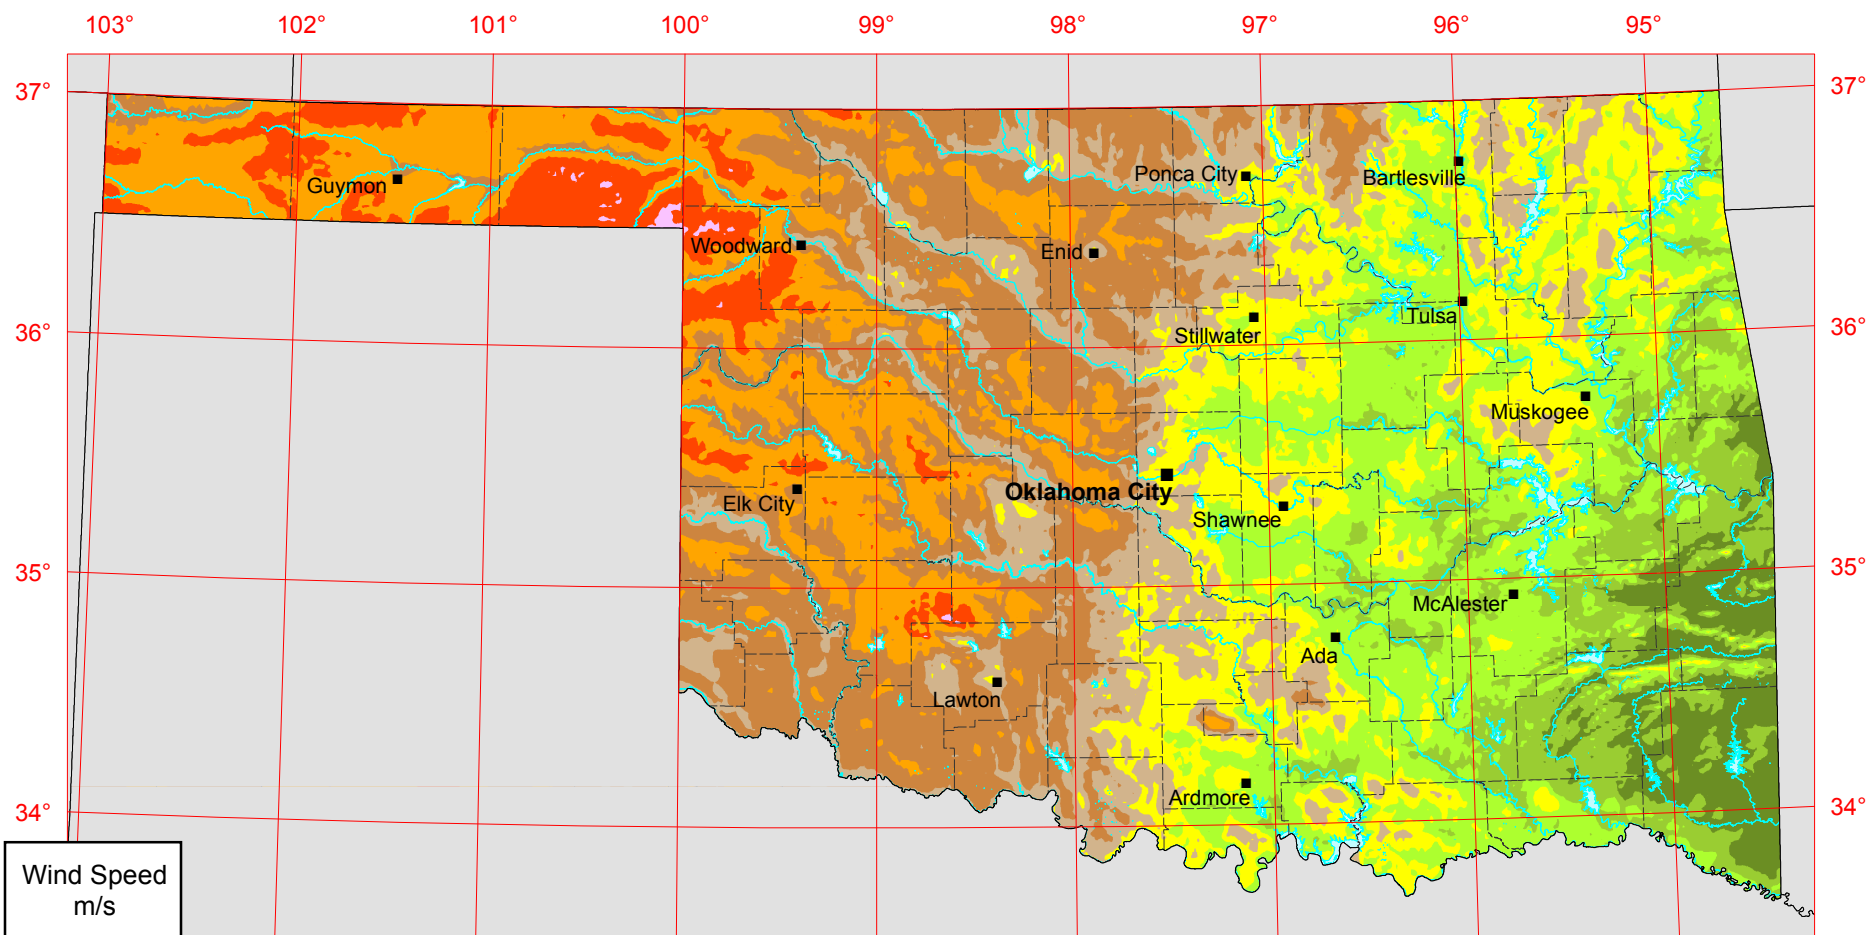 103° 102° 101° 100° 99° 98° 97° 96° 95°
37° 37°
Ponca City
Bartlesville
Guymon
Woodward
Enid
Tulsa
36° 36°
Stillwater
Muskogee
Oklahoma City
Elk City
Shawnee
35° 35°
McAlester
Ada
Lawton
Ardmore
34° 34°
Wind Speed
m/s